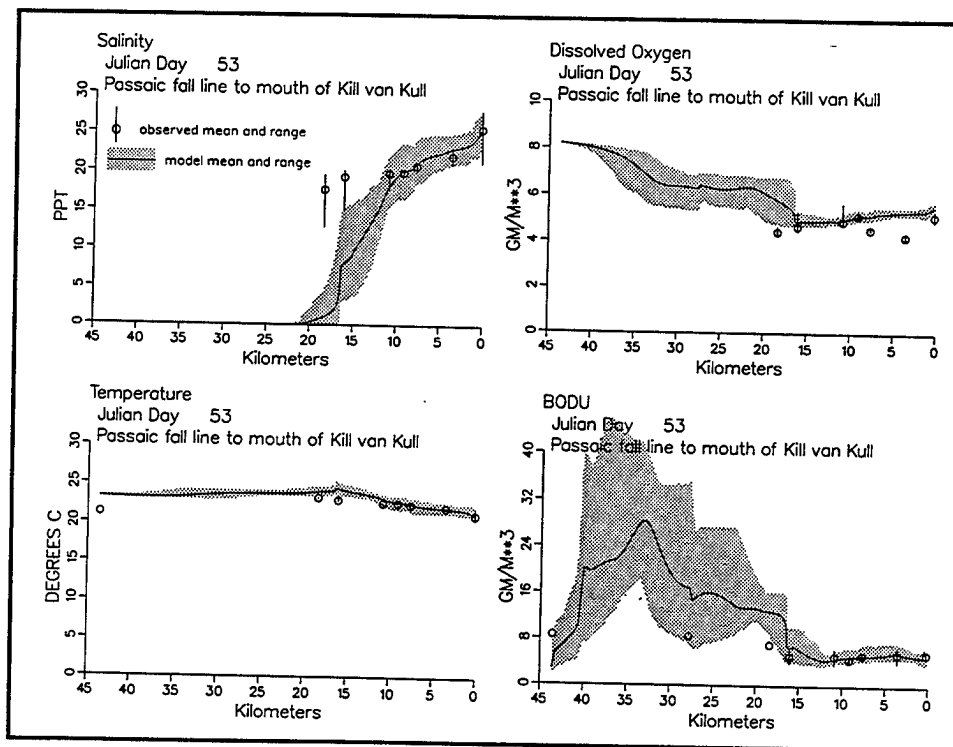 Salinity
Julian Day 53
Passaic fall line to mouth of Kill van Kull
30
25
20
15
10
5
0
PPT
observed mean and range
model mean and range
45 40 35 30 25 20 15 10 5 0
Kilometers
Dissolved Oxygen
Julian Day 53
Passaic fall line to mouth of Kill van Kull
10
8
6
4
2
0
GM/M**3
45 40 35 30 25 20 15 10 5 0
Kilometers
Temperature
Julian Day 53
Passaic fall line to mouth of Kill van Kull
30
25
20
15
10
5
0
DEGREES C
45 40 35 30 25 20 15 10 5 0
Kilometers
BODU
Julian Day 53
Passaic fall line to mouth of Kill van Kull
40
32
24
16
8
0
GM/M**3
45 40 35 30 25 20 15 10 5 0
Kilometers